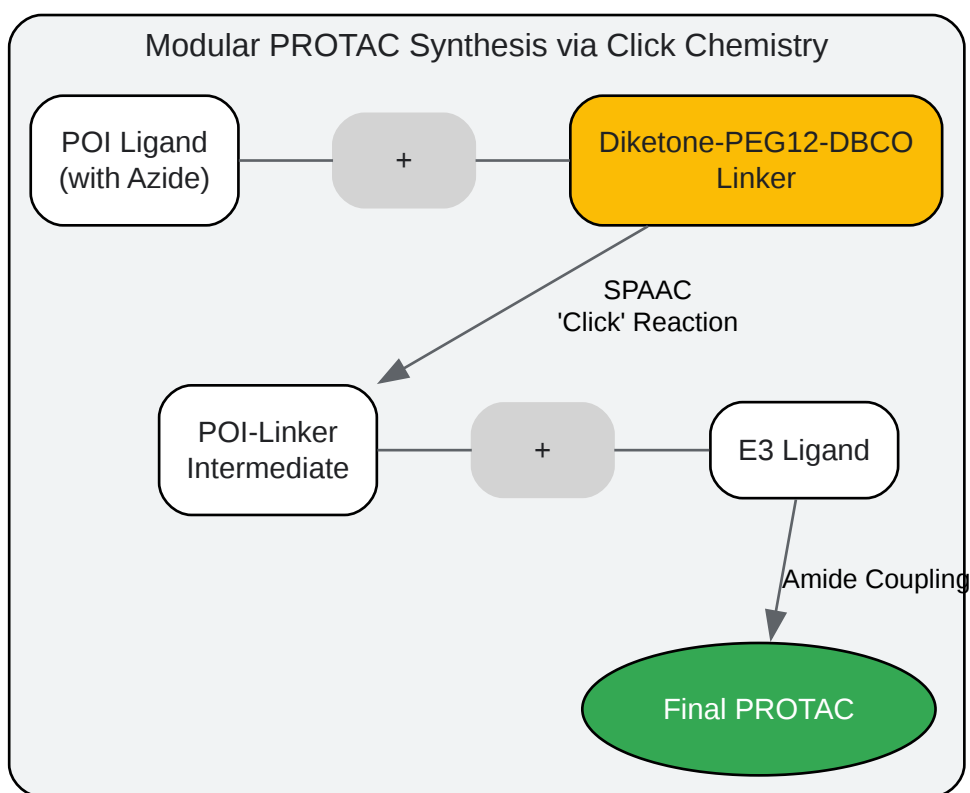 Modular PROTAC Synthesis via Click Chemistry
POI Ligand
(with Azide)
+
Diketone-PEG12-DBCO
Linker
SPAAC
'Click' Reaction
POI-Linker
Intermediate
+
E3 Ligand
Amide Coupling
Final PROTAC